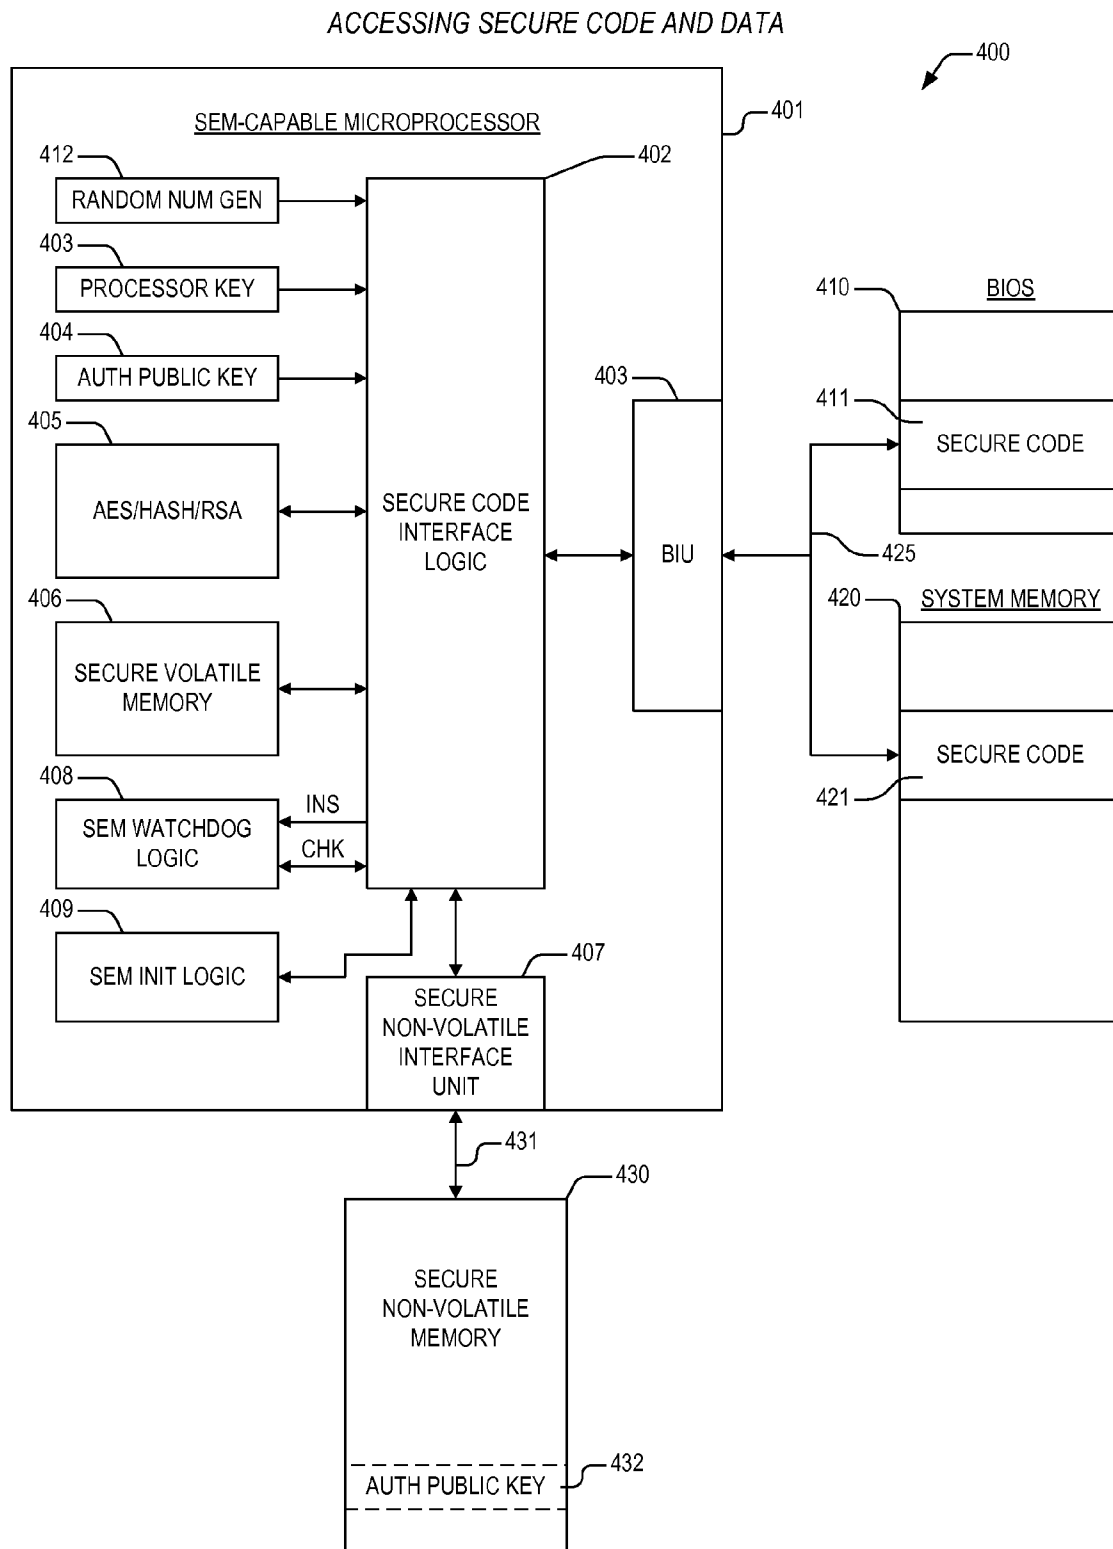 ACCESSING SECURE CODE AND DATA
400
SEM-CAPABLE MICROPROCESSOR
401
412
RANDOM NUM GEN
402
403
PROCESSOR KEY
404
AUTH PUBLIC KEY
405
AES/HASH/RSA
406
SECURE VOLATILE
MEMORY
408
SEM WATCHDOG
LOGIC
INS
CHK
409
SEM INIT LOGIC
SECURE CODE
INTERFACE
LOGIC
403
BIU
407
SECURE
NON-VOLATILE
INTERFACE
UNIT
410
BIOS
411
SECURE CODE
425
420
SYSTEM MEMORY
SECURE CODE
421
431
430
SECURE
NON-VOLATILE
MEMORY
AUTH PUBLIC KEY
432